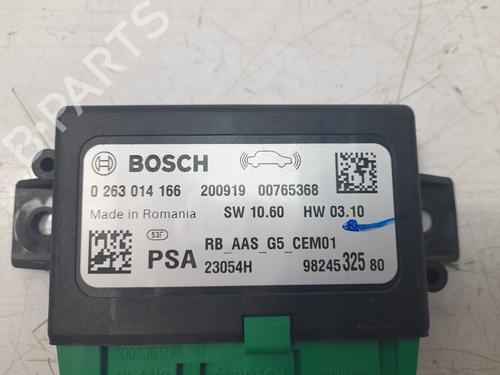 B-PARTS
BOSCH
0 263 014 166 200919 00765368
Made in Romania SW 10.60 HW 03.10
53F RB_AAS_G5_CEM01
PSA 23054H 98245 325 80